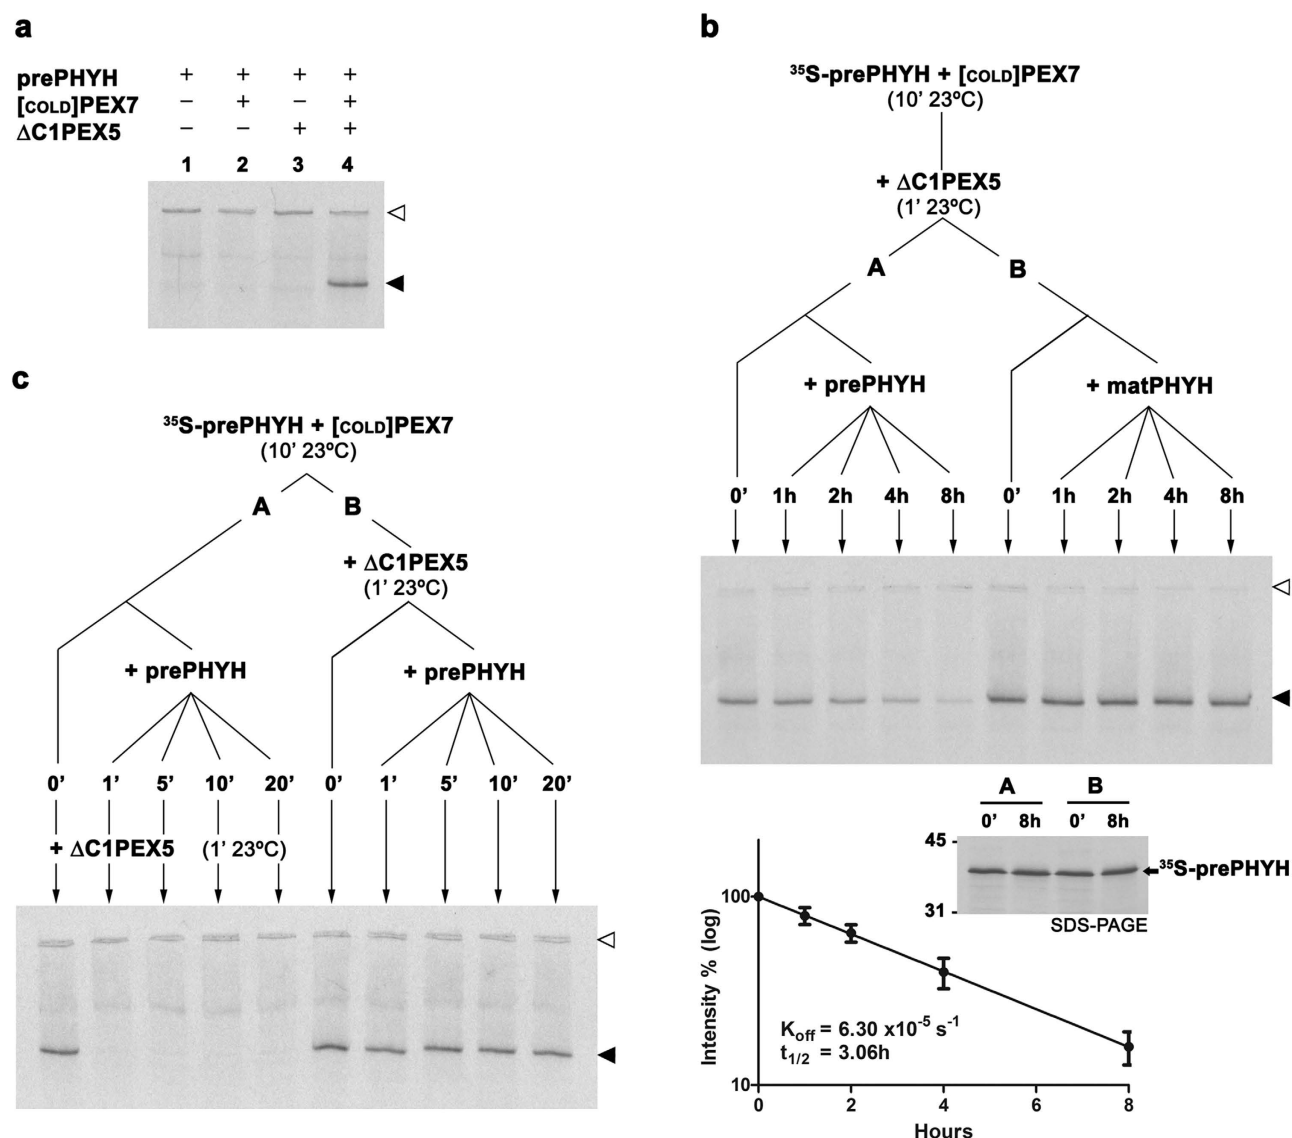 a
prePHYH + + + +
[COLD]PEX7 – + – +
ΔC1PEX5 – – + +
1 2 3 4
b
³⁵S-prePHYH + [COLD]PEX7
(10’ 23ºC)
+ ΔC1PEX5
(1’ 23ºC)
A B
+ prePHYH + matPHYH
0’ 1h 2h 4h 8h 0’ 1h 2h 4h 8h
A B
0’ 8h 0’ 8h
45
31
³⁵S-prePHYH
SDS-PAGE
Intensity % (log)
100
10
Koff = 6.30 x10⁻⁵ s⁻¹
t1/2 = 3.06h
0 2 4 6 8
Hours
c
³⁵S-prePHYH + [COLD]PEX7
(10’ 23ºC)
A B
+ ΔC1PEX5
(1’ 23ºC)
+ prePHYH + prePHYH
0’ 1’ 5’ 10’ 20’ 0’ 1’ 5’ 10’ 20’
+ ΔC1PEX5 (1’ 23ºC)